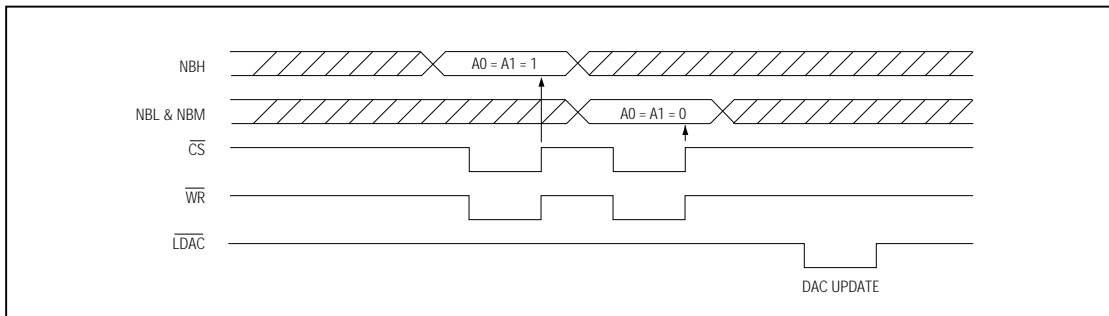 NBH
A0 = A1 = 1
NBL & NBM
A0 = A1 = 0
CS
WR
LDAC
DAC UPDATE